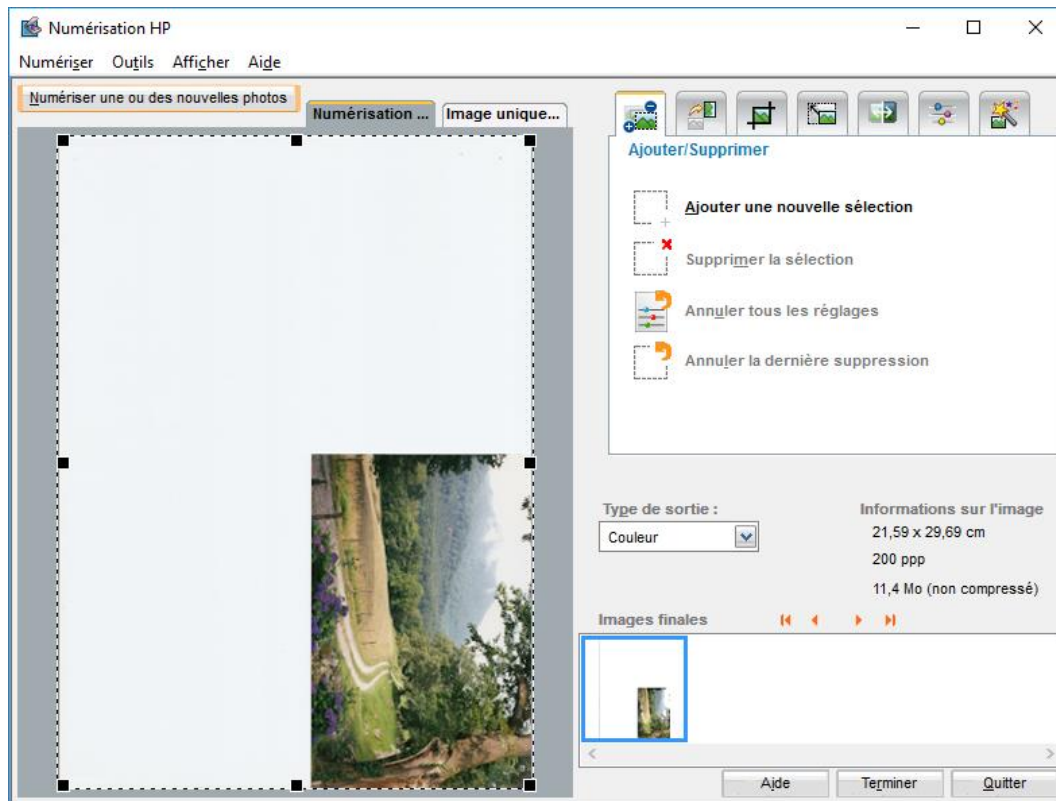 Numérisation HP
Numériser Outils Afficher Aide
Numériser une ou des nouvelles photos
Numérisation ... Image unique...
Ajouter/Supprimer
Ajouter une nouvelle sélection
Supprimer la sélection
Annuler tous les réglages
Annuler la dernière suppression
Type de sortie :
Couleur
Informations sur l'image
21,59 x 29,69 cm
200 ppp
11,4 Mo (non compressé)
Images finales
Aide Terminer Quitter